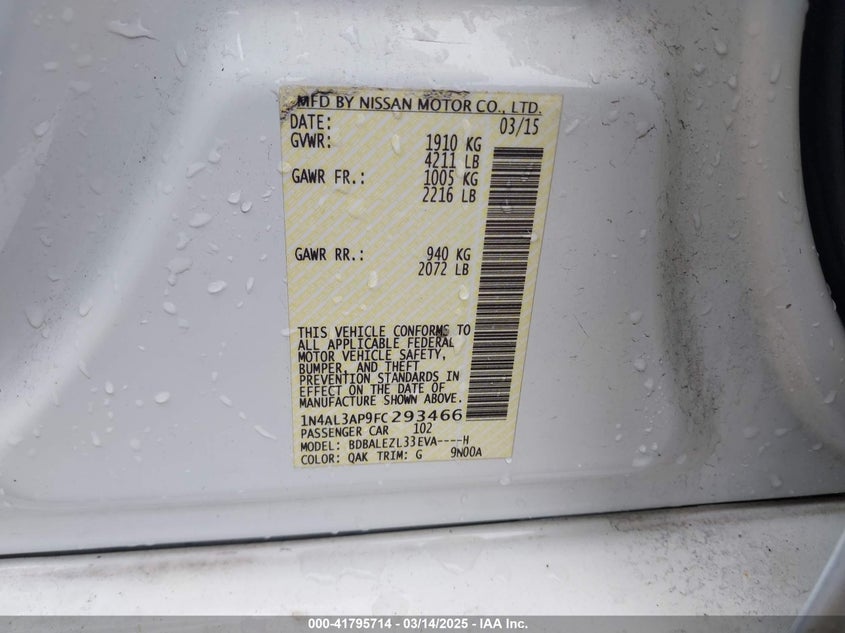 MFD BY NISSAN MOTOR CO., LTD.
DATE: 03/15
GVWR: 1910 KG
4211 LB
GAWR FR.: 1005 KG
2216 LB
GAWR RR.: 940 KG
2072 LB
THIS VEHICLE CONFORMS TO
ALL APPLICABLE FEDERAL
MOTOR VEHICLE SAFETY,
BUMPER, AND THEFT
PREVENTION STANDARDS IN
EFFECT ON THE DATE OF
MANUFACTURE SHOWN ABOVE.
1N4AL3AP9FC293466
PASSENGER CAR 102
MODEL: BDBALEZL33EVA----H
COLOR: QAK TRIM: G 9N00A
000-41795714 - 03/14/2025 - IAA Inc.